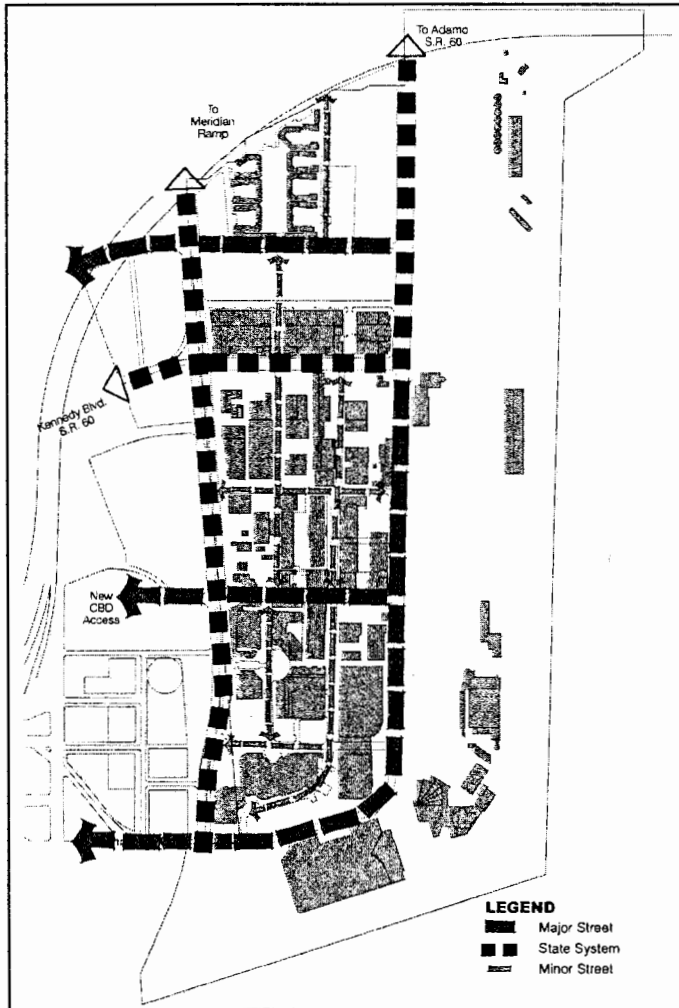 To Adamo
S.R. 60
To
Meridian
Ramp
Kennedy Blvd.
S.R. 60
New
CBD
Access
LEGEND
Major Street
State System
Minor Street